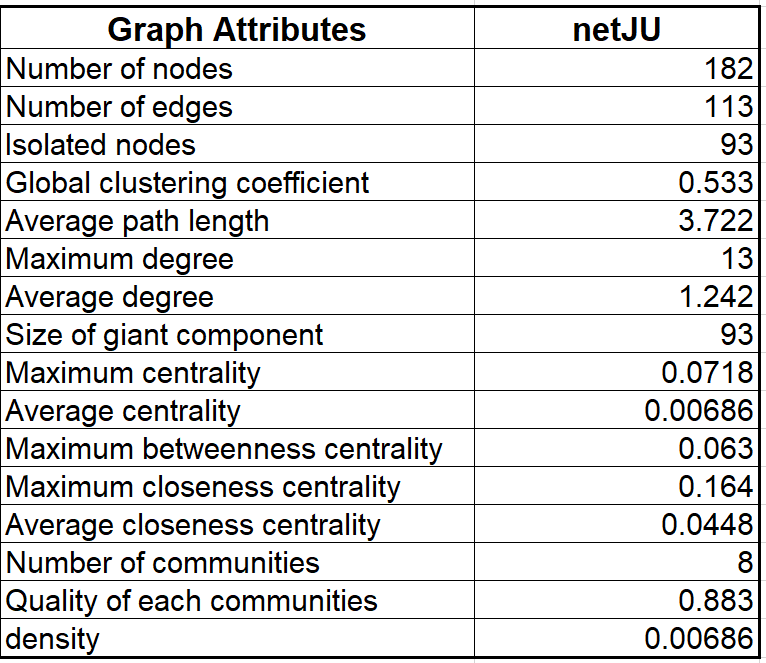 Graph Attributes netJU
Number of nodes 182
Number of edges 113
Isolated nodes 93
Global clustering coefficient 0.533
Average path length 3.722
Maximum degree 13
Average degree 1.242
Size of giant component 93
Maximum centrality 0.0718
Average centrality 0.00686
Maximum betweenness centrality 0.063
Maximum closeness centrality 0.164
Average closeness centrality 0.0448
Number of communities 8
Quality of each communities 0.883
density 0.00686